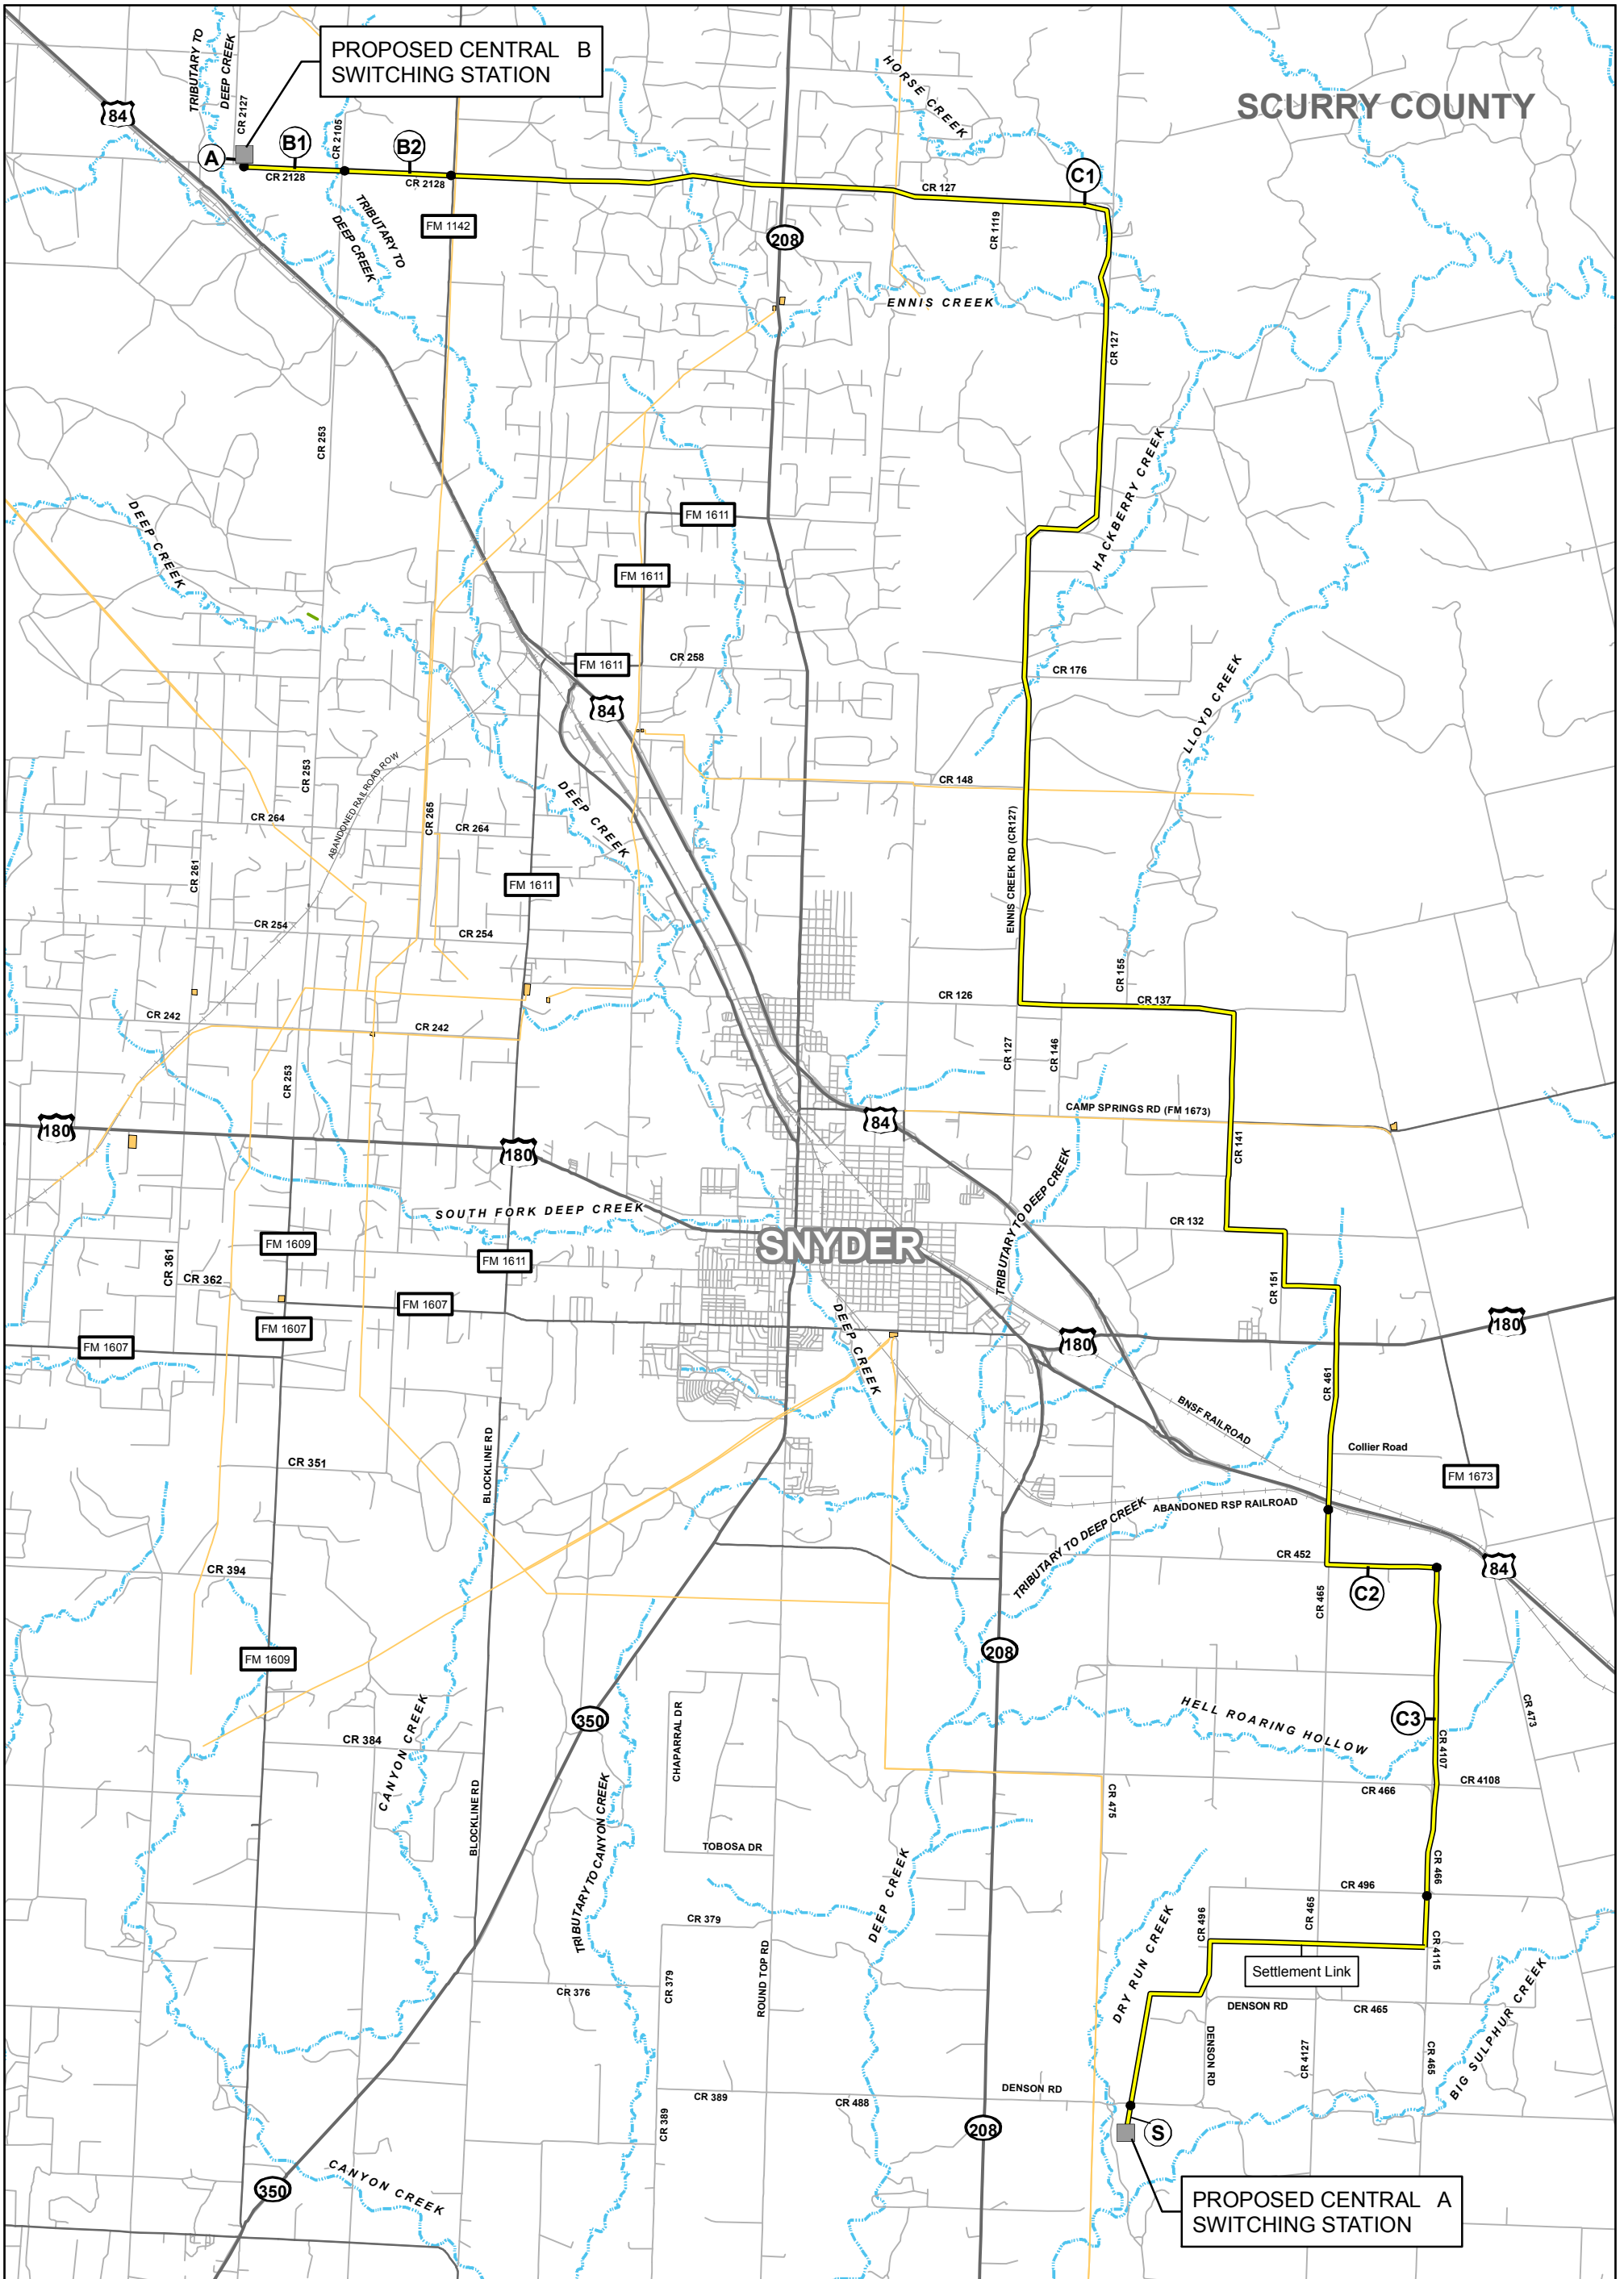 TRIBUTARY TO
DEEP CREEK
CR 2127
PROPOSED CENTRAL B
SWITCHING STATION
HORSE CREEK
SCURRY COUNTY
84
A
B1
CR 2105
B2
CR 2128
CR 2128
CR 127
C1
TRIBUTARY TO
DEEP CREEK
FM 1142
208
CR 1119
ENNIS CREEK
CR 127
CR 253
HACKBERRY CREEK
DEEP CREEK
FM 1611
FM 1611
FM 1611
CR 258
CR 176
84
LLOYD CREEK
CR 253
ABANDONED RAILROAD ROW
CR 148
DEEP CREEK
CR 264
CR 265
CR 264
CR 261
FM 1611
ENNIS CREEK RD (CR127)
CR 254
CR 254
CR 155
CR 126
CR 137
CR 242
CR 242
CR 127
CR 146
CR 253
CAMP SPRINGS RD (FM 1673)
180
84
CR 141
180
TRIBUTARY TO DEEP CREEK
SOUTH FORK DEEP CREEK
CR 132
SNYDER
FM 1609
FM 1611
CR 361
CR 362
CR 151
FM 1607
FM 1607
FM 1607
DEEP CREEK
180
180
CR 461
BNSF RAILROAD
BLOCKLINE RD
CR 351
Collier Road
FM 1673
TRIBUTARY TO DEEP CREEK
ABANDONED RSP RAILROAD
CR 452
84
CR 394
C2
CR 465
FM 1609
208
CANYON CREEK
350
CHAPARRAL DR
HELL ROARING HOLLOW
C3
CR 473
CR 4107
CR 384
CR 466
CR 4108
CR 475
BLOCKLINE RD
TRIBUTARY TO CANYON CREEK
TOBOSA DR
DEEP CREEK
CR 466
CR 496
CR 496
CR 465
CR 379
DRY RUN CREEK
CR 4115
Settlement Link
ROUND TOP RD
CR 376
CR 379
DENSON RD
CR 465
BIG SULPHUR CREEK
DENSON RD
CR 4127
CR 465
DENSON RD
CR 389
CR 488
CR 389
208
S
CANYON CREEK
350
PROPOSED CENTRAL A
SWITCHING STATION